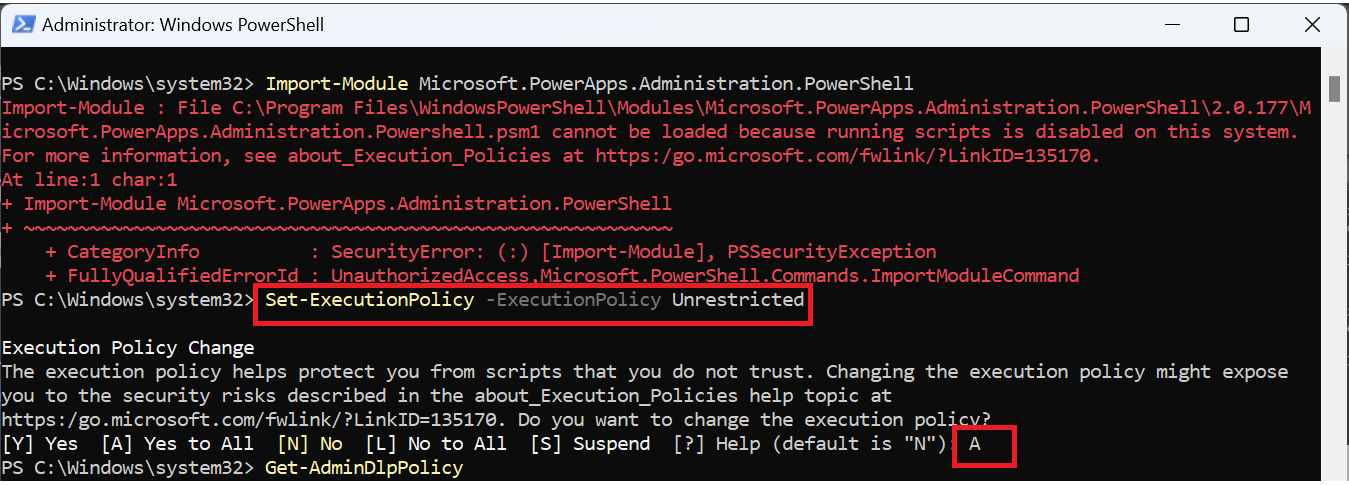 Administrator: Windows PowerShell
PS C:\Windows\system32> Import-Module Microsoft.PowerApps.Administration.PowerShell
Import-Module : File C:\Program Files\WindowsPowerShell\Modules\Microsoft.PowerApps.Administration.PowerShell\2.0.177\M
icrosoft.PowerApps.Administration.Powershell.psm1 cannot be loaded because running scripts is disabled on this system.
For more information, see about_Execution_Policies at https:/go.microsoft.com/fwlink/?LinkID=135170.
At line:1 char:1
+ Import-Module Microsoft.PowerApps.Administration.PowerShell
+ ~~~~~~~~~~~~~~~~~~~~~~~~~~~~~~~~~~~~~~~~~~~~~~~~~~~~~~~~~~~
    + CategoryInfo          : SecurityError: (:) [Import-Module], PSSecurityException
    + FullyQualifiedErrorId : UnauthorizedAccess,Microsoft.PowerShell.Commands.ImportModuleCommand
PS C:\Windows\system32> Set-ExecutionPolicy -ExecutionPolicy Unrestricted
Execution Policy Change
The execution policy helps protect you from scripts that you do not trust. Changing the execution policy might expose
you to the security risks described in the about_Execution_Policies help topic at
https:/go.microsoft.com/fwlink/?LinkID=135170. Do you want to change the execution policy?
[Y] Yes  [A] Yes to All  [N] No  [L] No to All  [S] Suspend  [?] Help (default is "N"): A
PS C:\Windows\system32> Get-AdminDlpPolicy